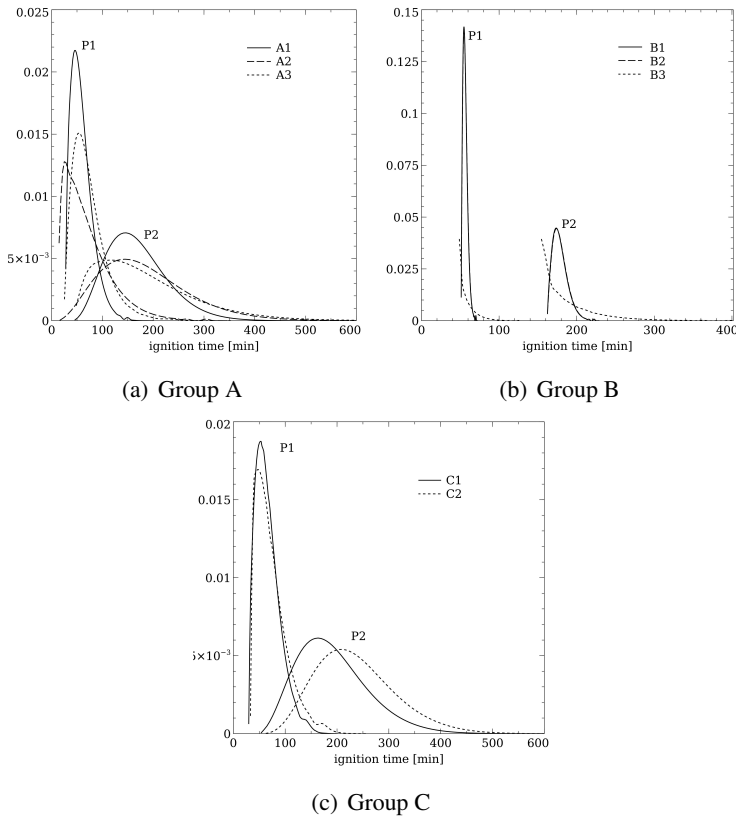 0.025
P1
A1
A2
A3
0.02
0.015
0.01
P2
5×10⁻³
0
0 100 200 300 400 500 600
ignition time [min]
(a) Group A
0.15
P1
B1
B2
B3
0.125
0.1
0.075
0.05
P2
0.025
0
0 100 200 300 400
ignition time [min]
(b) Group B
0.02
P1
C1
C2
0.015
0.01
P2
5×10⁻³
0
0 100 200 300 400 500 600
ignition time [min]
(c) Group C